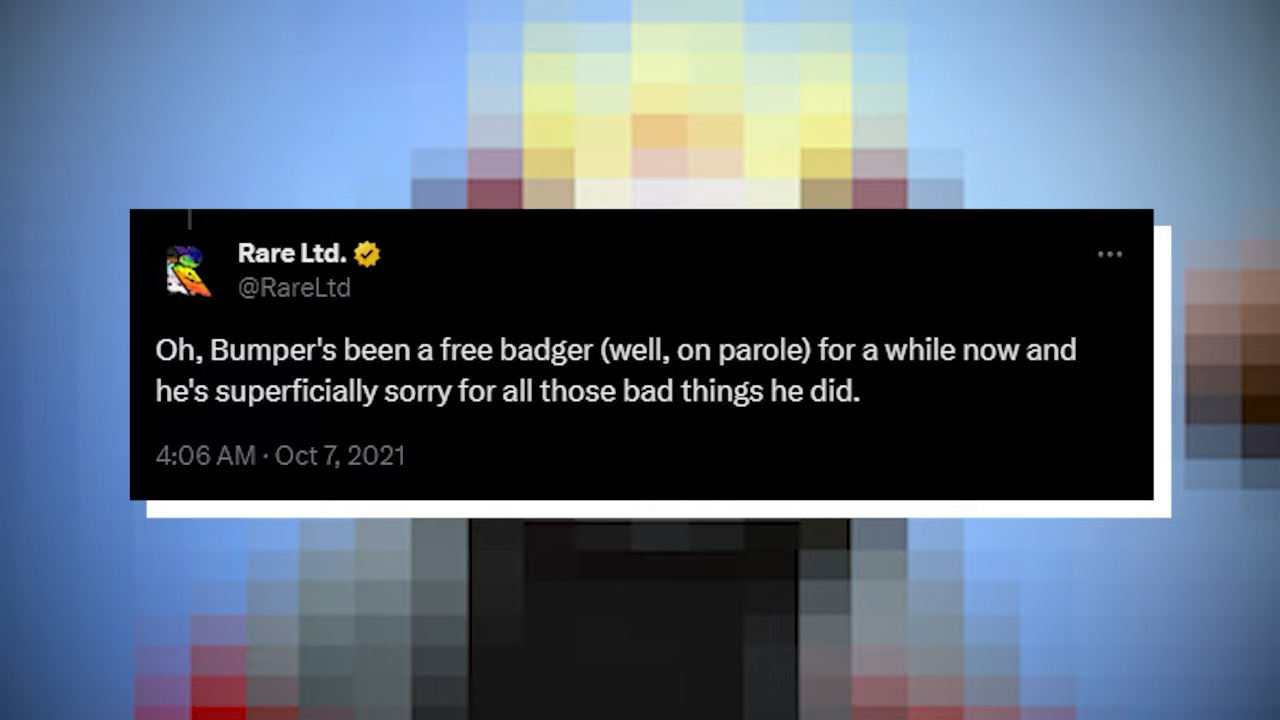 Rare Ltd.
@RareLtd
Oh, Bumper's been a free badger (well, on parole) for a while now and
he's superficially sorry for all those bad things he did.
4:06 AM · Oct 7, 2021